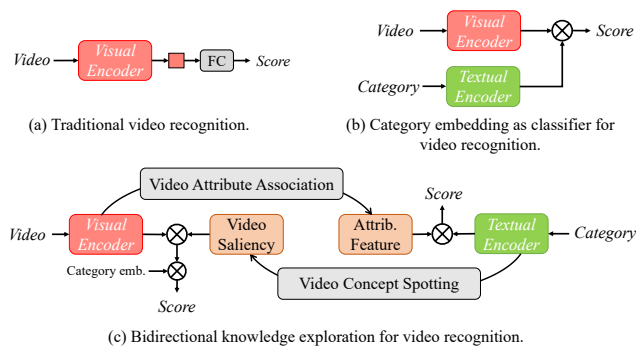 Video
Visual
Encoder
FC
Score
(a) Traditional video recognition.
Video
Visual
Encoder
Score
Category
Textual
Encoder
(b) Category embedding as classifier for
video recognition.
Video Attribute Association
Score
Video
Visual
Encoder
Video
Saliency
Attrib.
Feature
Textual
Encoder
Category
Category emb.
Video Concept Spotting
Score
(c) Bidirectional knowledge exploration for video recognition.